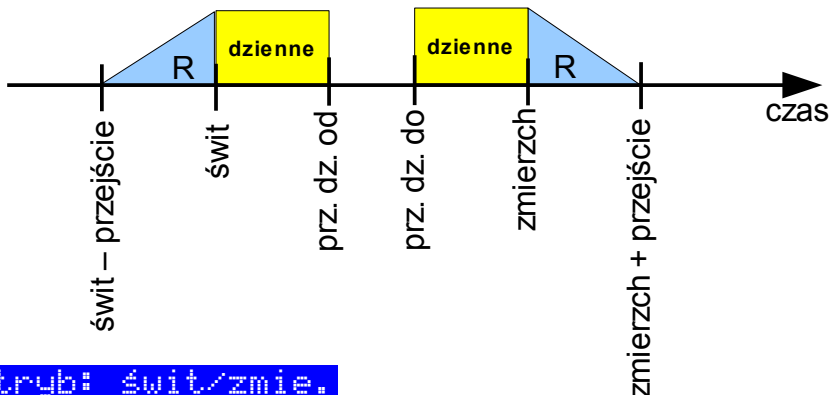 dzienne
dzienne
R
R
czas
świt – przejście
świt
prz. dz. od
prz. dz. do
zmierzch
zmierzch + przejście
tryb: świt/zmie.